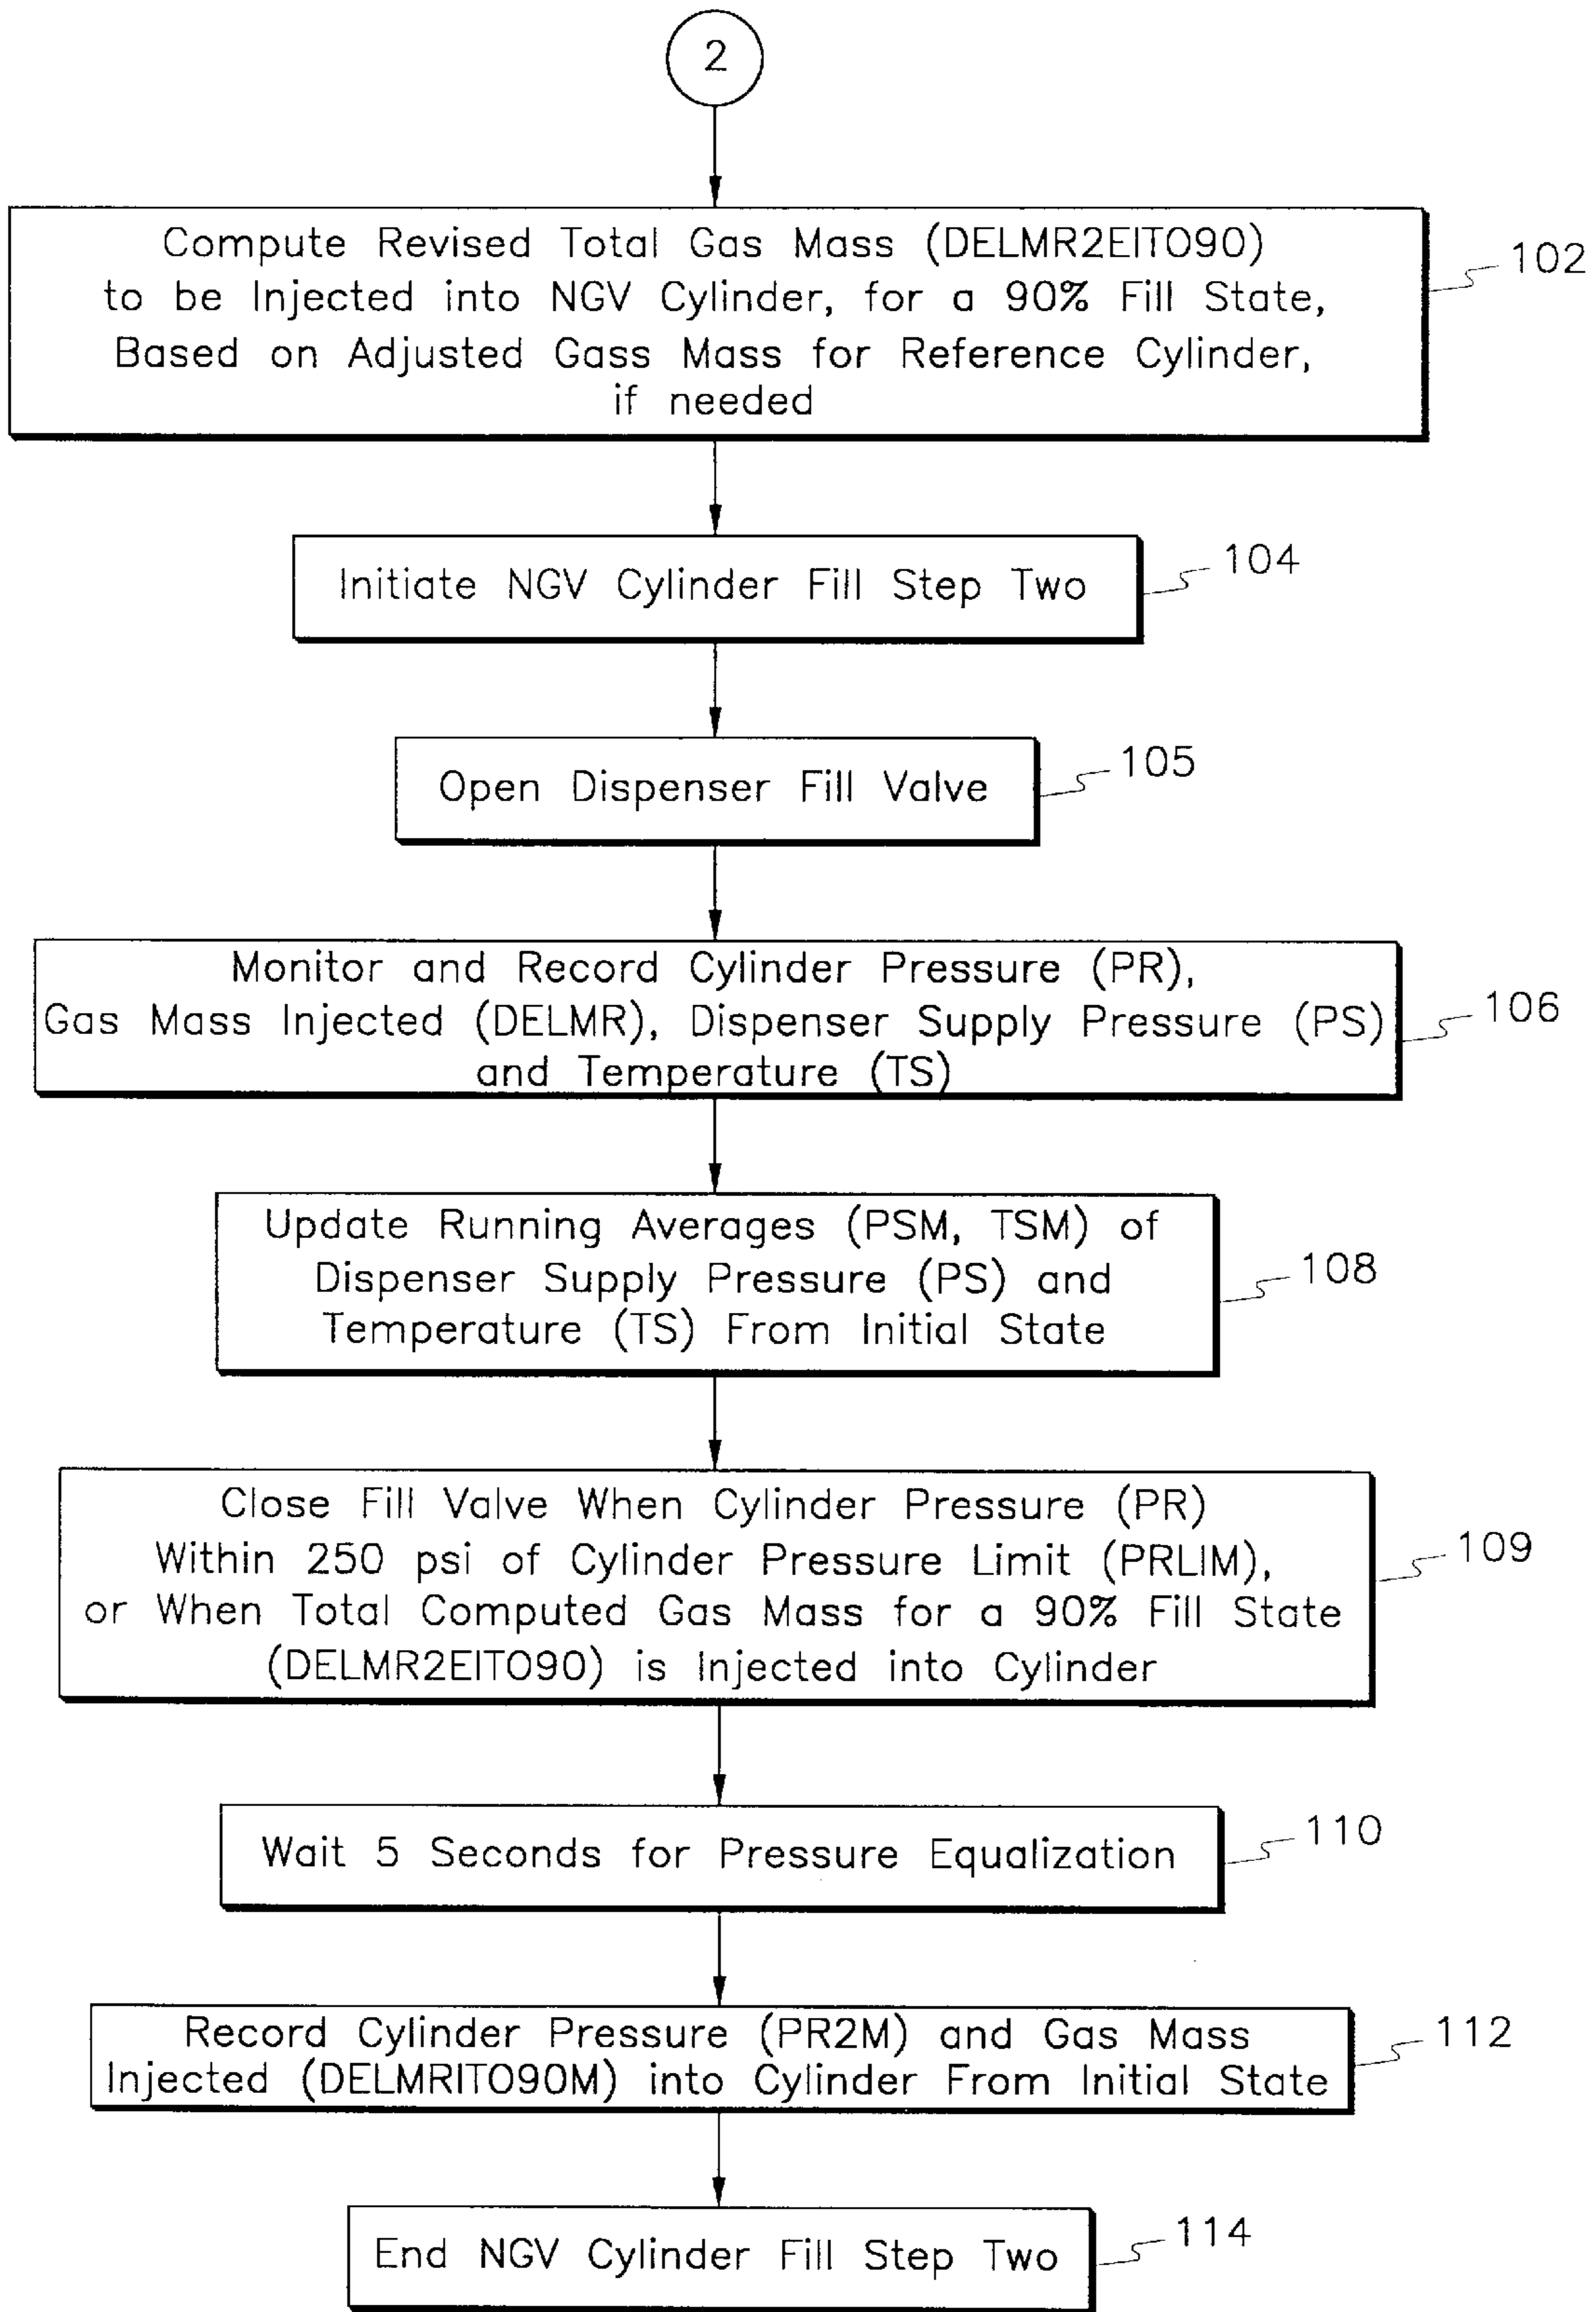 2
Compute Revised Total Gas Mass (DELMR2EITO90)
to be Injected into NGV Cylinder, for a 90% Fill State,
Based on Adjusted Gass Mass for Reference Cylinder,
if needed
102
Initiate NGV Cylinder Fill Step Two
104
Open Dispenser Fill Valve
105
Monitor and Record Cylinder Pressure (PR),
Gas Mass Injected (DELMR), Dispenser Supply Pressure (PS)
and Temperature (TS)
106
Update Running Averages (PSM, TSM) of
Dispenser Supply Pressure (PS) and
Temperature (TS) From Initial State
108
Close Fill Valve When Cylinder Pressure (PR)
Within 250 psi of Cylinder Pressure Limit (PRLIM),
or When Total Computed Gas Mass for a 90% Fill State
(DELMR2EITO90) is Injected into Cylinder
109
Wait 5 Seconds for Pressure Equalization
110
Record Cylinder Pressure (PR2M) and Gas Mass
Injected (DELMRITO90M) into Cylinder From Initial State
112
End NGV Cylinder Fill Step Two
114